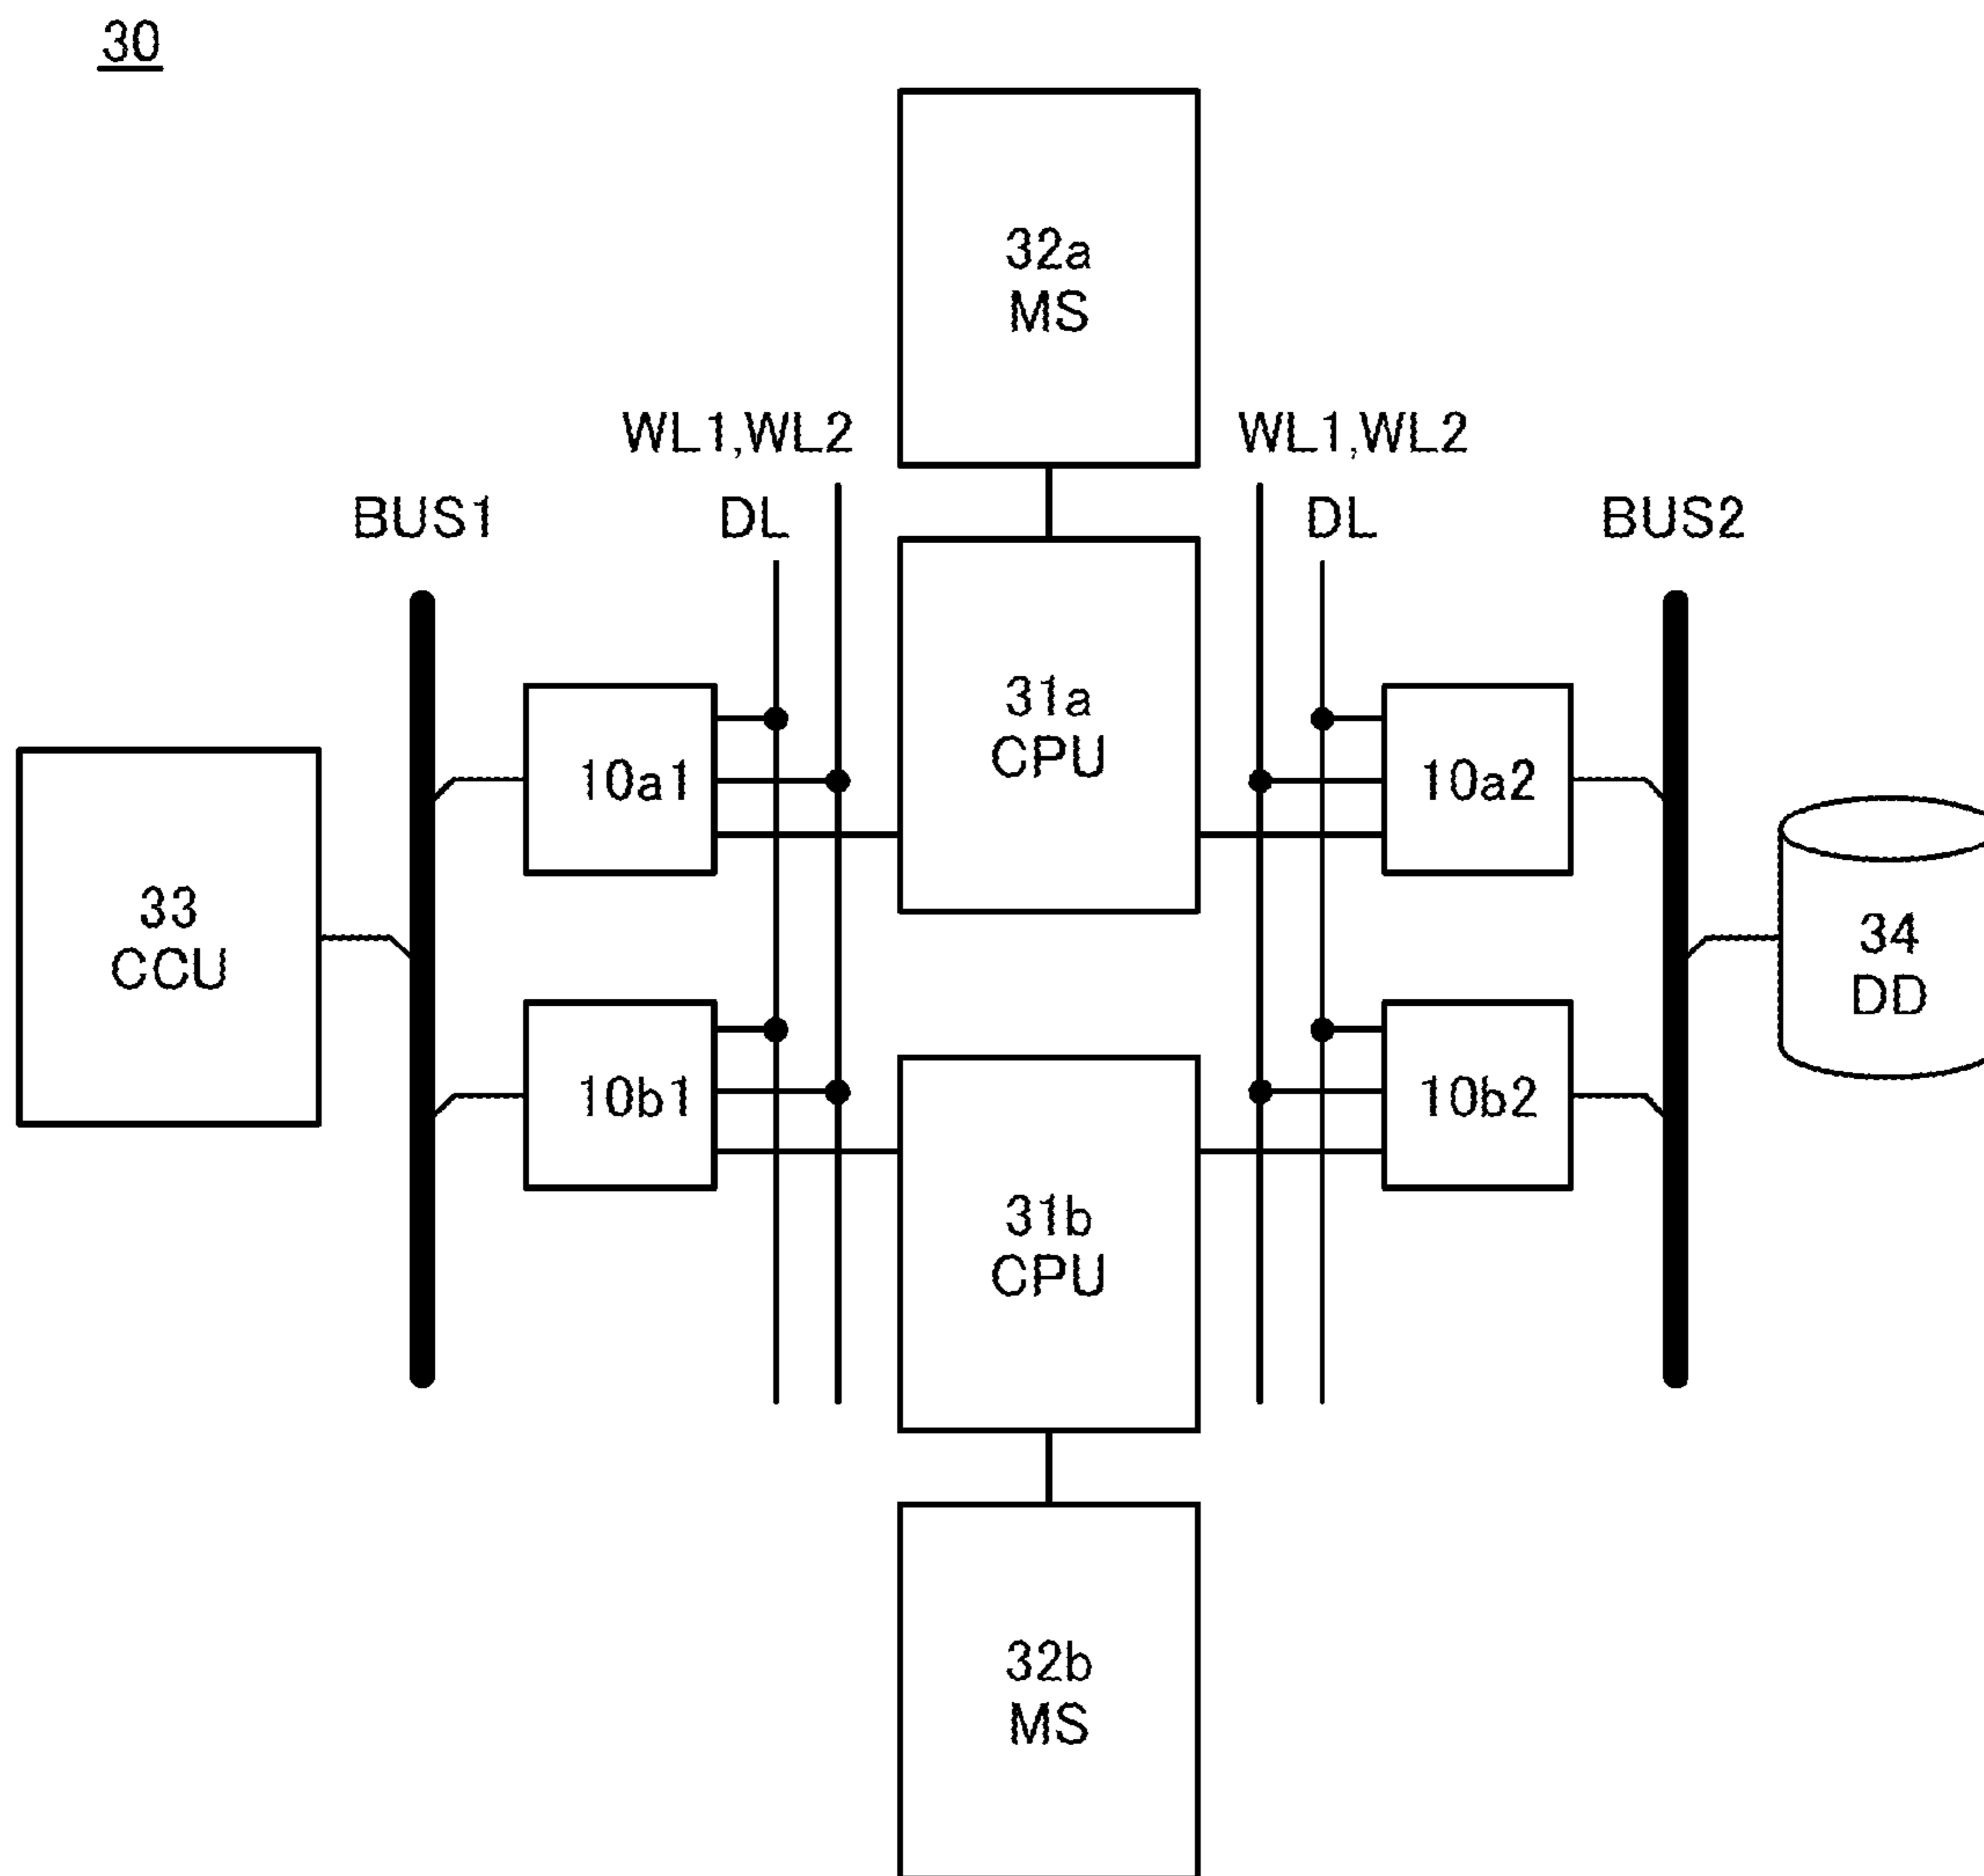 30
32a
MS
WL1,WL2
WL1,WL2
BUS1
DL
DL
BUS2
31a
CPU
10a1
10a2
33
CCU
34
DD
10b1
10b2
31b
CPU
32b
MS